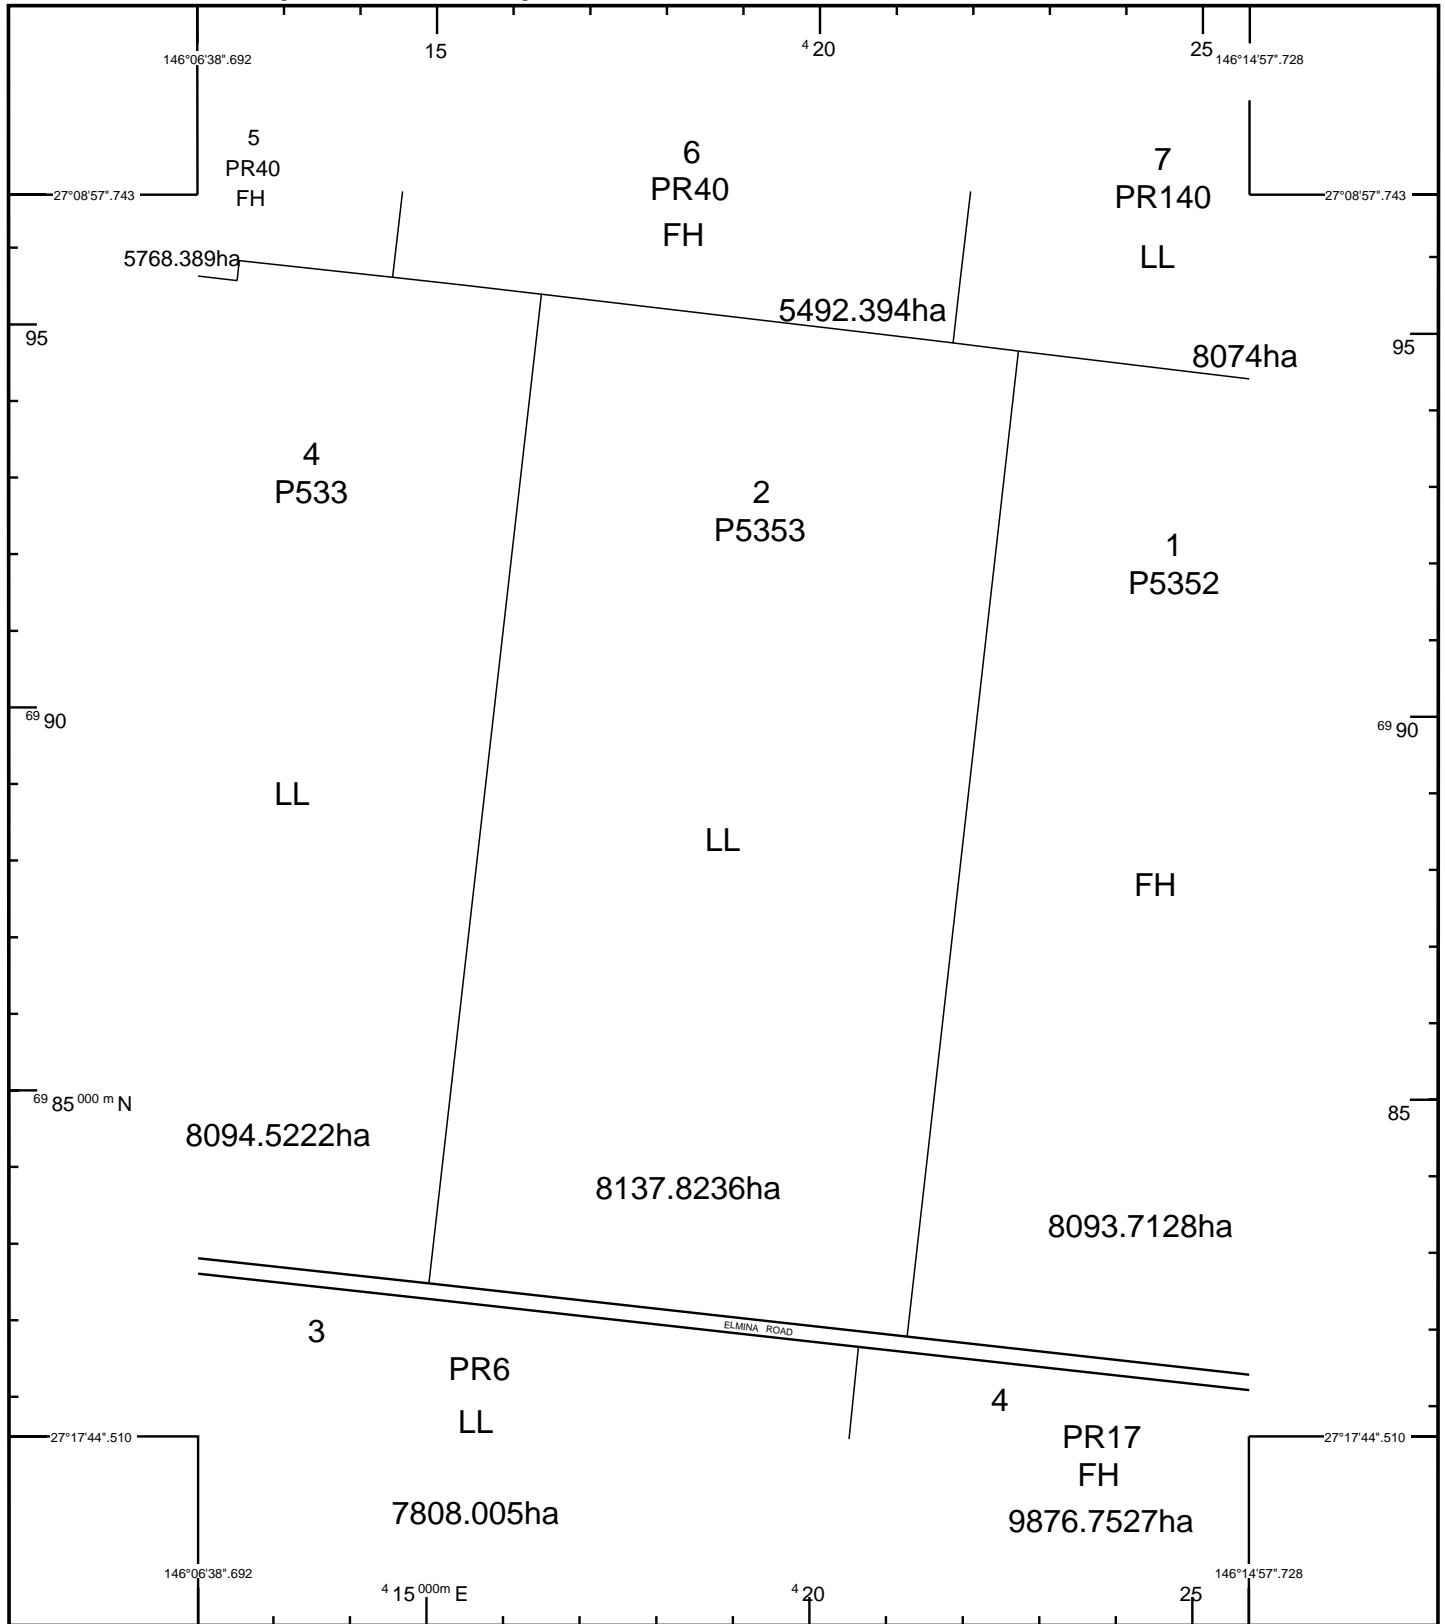 15
4 20
25
146°06'38".692
146°14'57".728
5
PR40
FH
6
PR40
FH
7
PR140
LL
27°08'57".743
27°08'57".743
5768.389ha
5492.394ha
8074ha
95
95
4
P533
2
P5353
1
P5352
69 90
69 90
LL
LL
FH
69 85 000 m N
85
8094.5222ha
8137.8236ha
8093.7128ha
ELMINA ROAD
3
PR6
LL
4
PR17
FH
27°17'44".510
27°17'44".510
7808.005ha
9876.7527ha
146°06'38".692
146°14'57".728
4 15 000m E
4 20
25